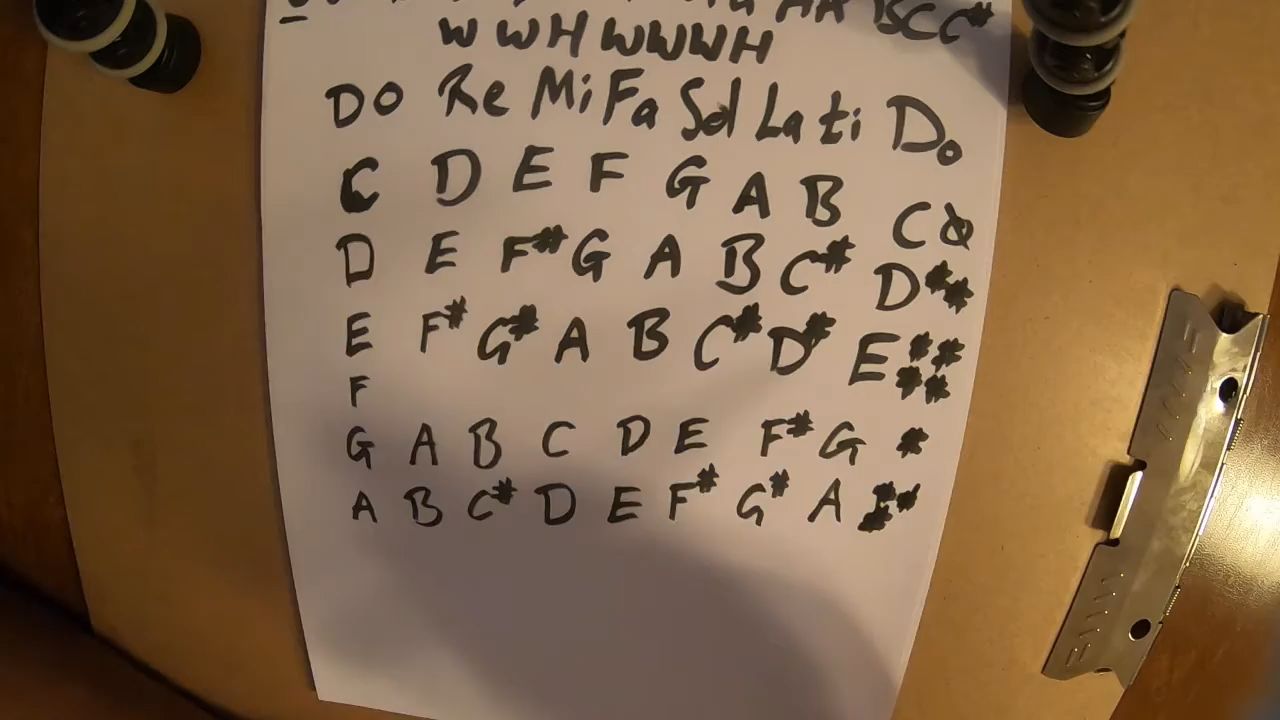 A A# B C C#
W W H W W W H
DO Re Mi Fa Sol La ti Do
C D E F G A B C
D E F# G A B C# D # #
E F# G# A B C# D# E # # # #
F
G A B C D E F# G #
A B C# D E F# G# A # # #